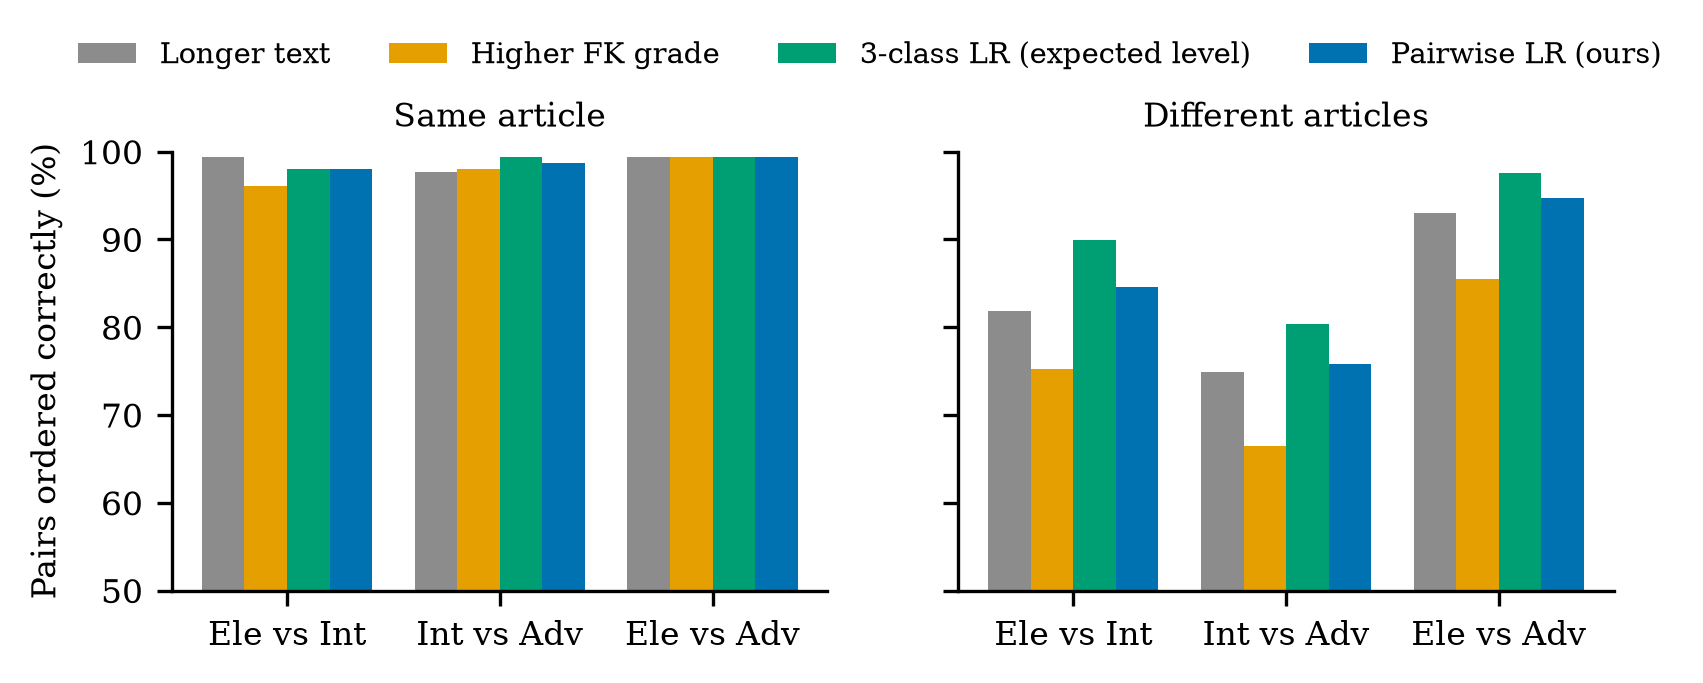 Longer text
Higher FK grade
3-class LR (expected level)
Pairwise LR (ours)
Same article
Different articles
Pairs ordered correctly (%)
100
90
80
70
60
50
Ele vs Int
Int vs Adv
Ele vs Adv
Ele vs Int
Int vs Adv
Ele vs Adv